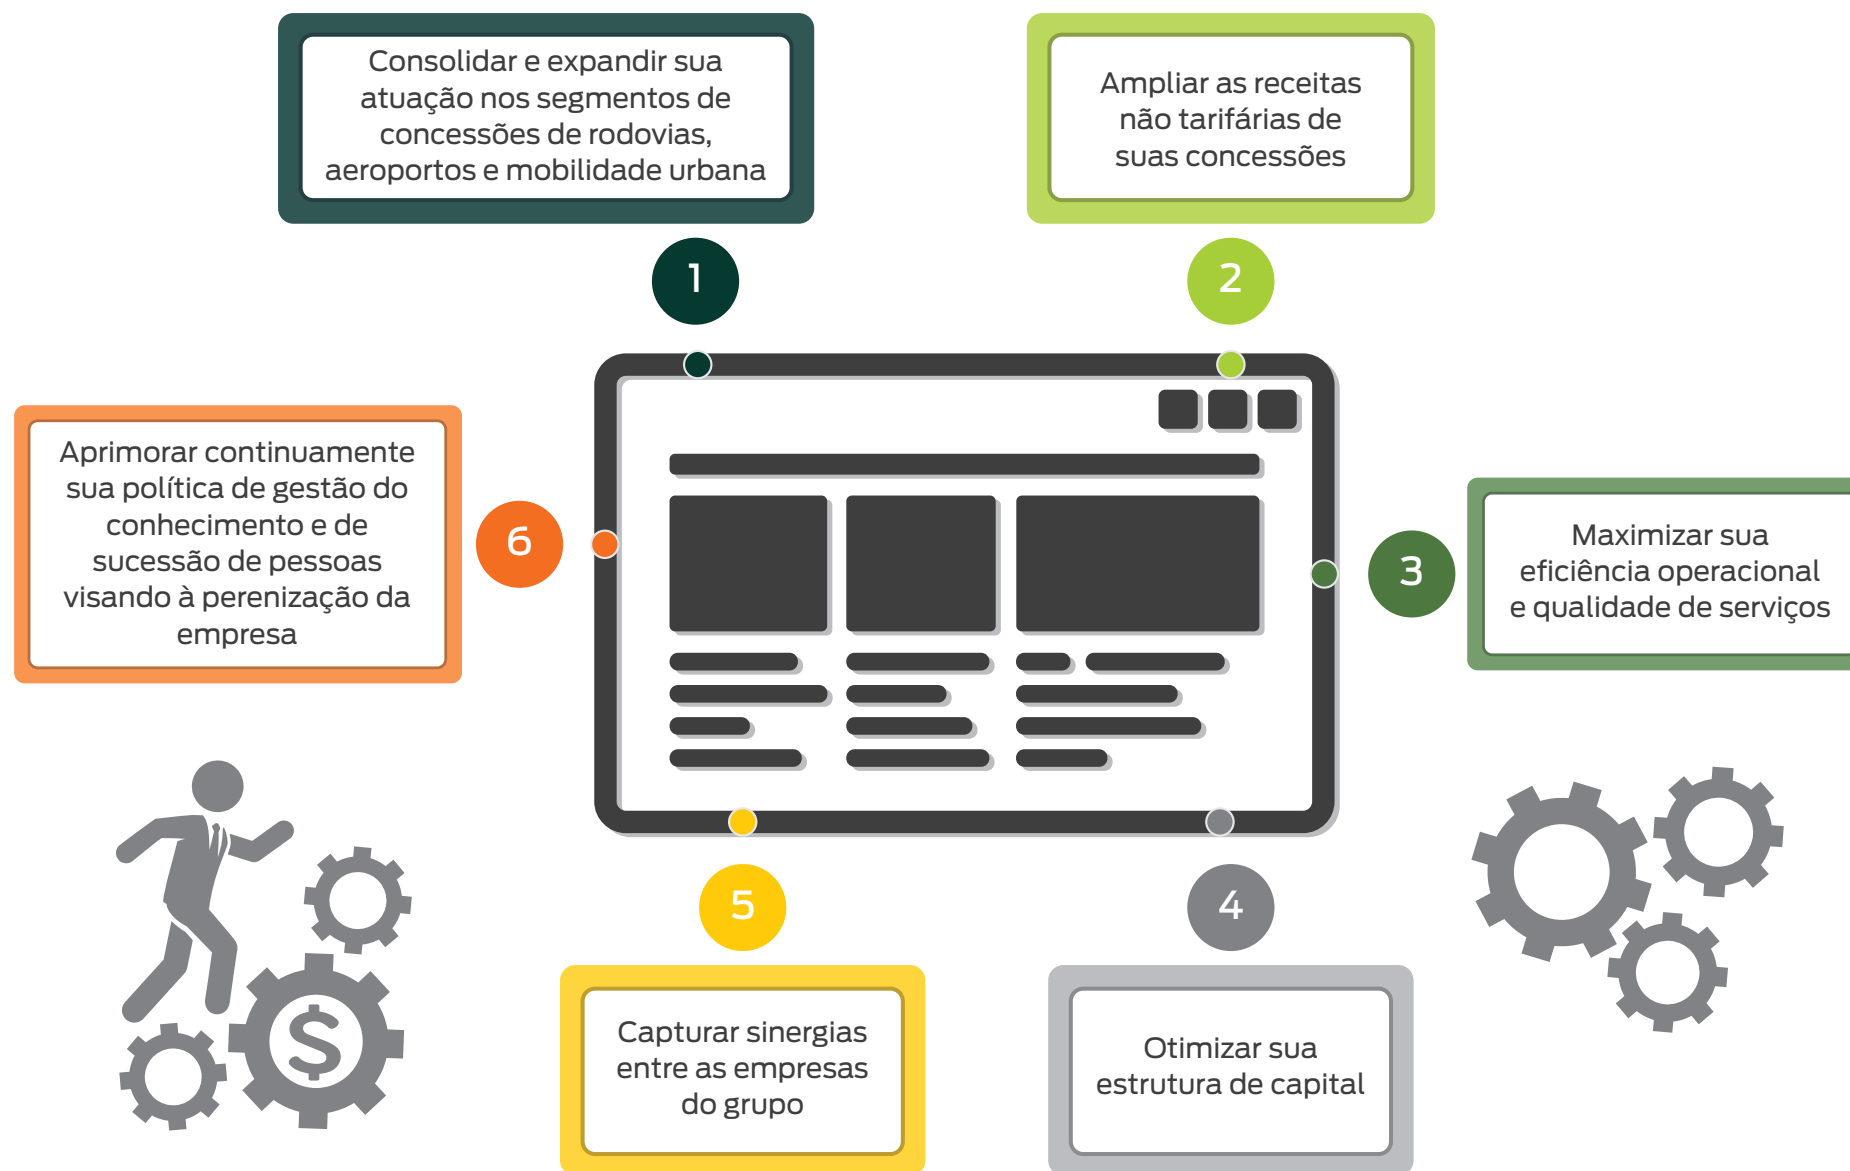 Consolidar e expandir sua
atuação nos segmentos de
concessões de rodovias,
aeroportos e mobilidade urbana
1
Ampliar as receitas
não tarifárias de
suas concessões
2
Maximizar sua
eficiência operacional
e qualidade de serviços
3
Otimizar sua
estrutura de capital
4
Capturar sinergias
entre as empresas
do grupo
5
Aprimorar continuamente
sua política de gestão do
conhecimento e de
sucessão de pessoas
visando à perenização da
empresa
6
$